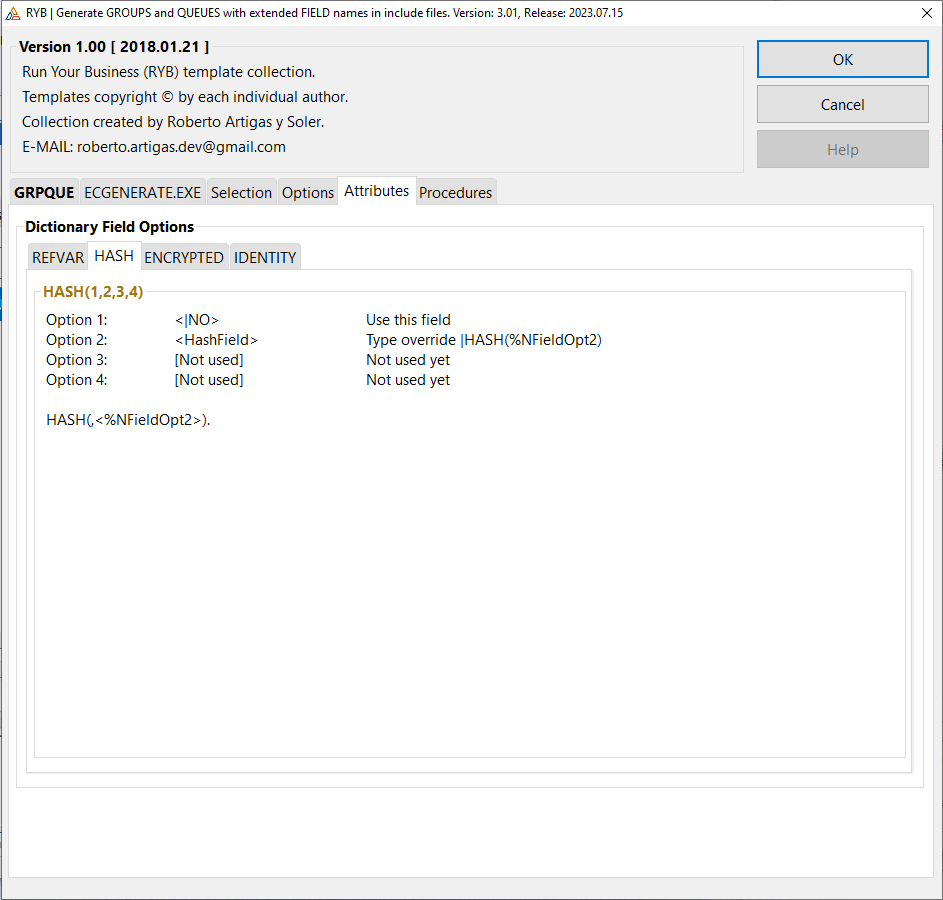 RYB | Generate GROUPS and QUEUES with extended FIELD names in include files. Version: 3.01, Release: 2023.07.15
Version 1.00 [ 2018.01.21 ]
Run Your Business (RYB) template collection.
Templates copyright © by each individual author.
Collection created by Roberto Artigas y Soler.
E-MAIL: roberto.artigas.dev@gmail.com
OK
Cancel
Help
GRPQUE ECGENERATE.EXE Selection Options Attributes Procedures
Dictionary Field Options
REFVAR HASH ENCRYPTED IDENTITY
HASH(1,2,3,4)
Option 1: <|NO> Use this field
Option 2: <HashField> Type override |HASH(%NFieldOpt2)
Option 3: [Not used] Not used yet
Option 4: [Not used] Not used yet
HASH(,<%NFieldOpt2>).